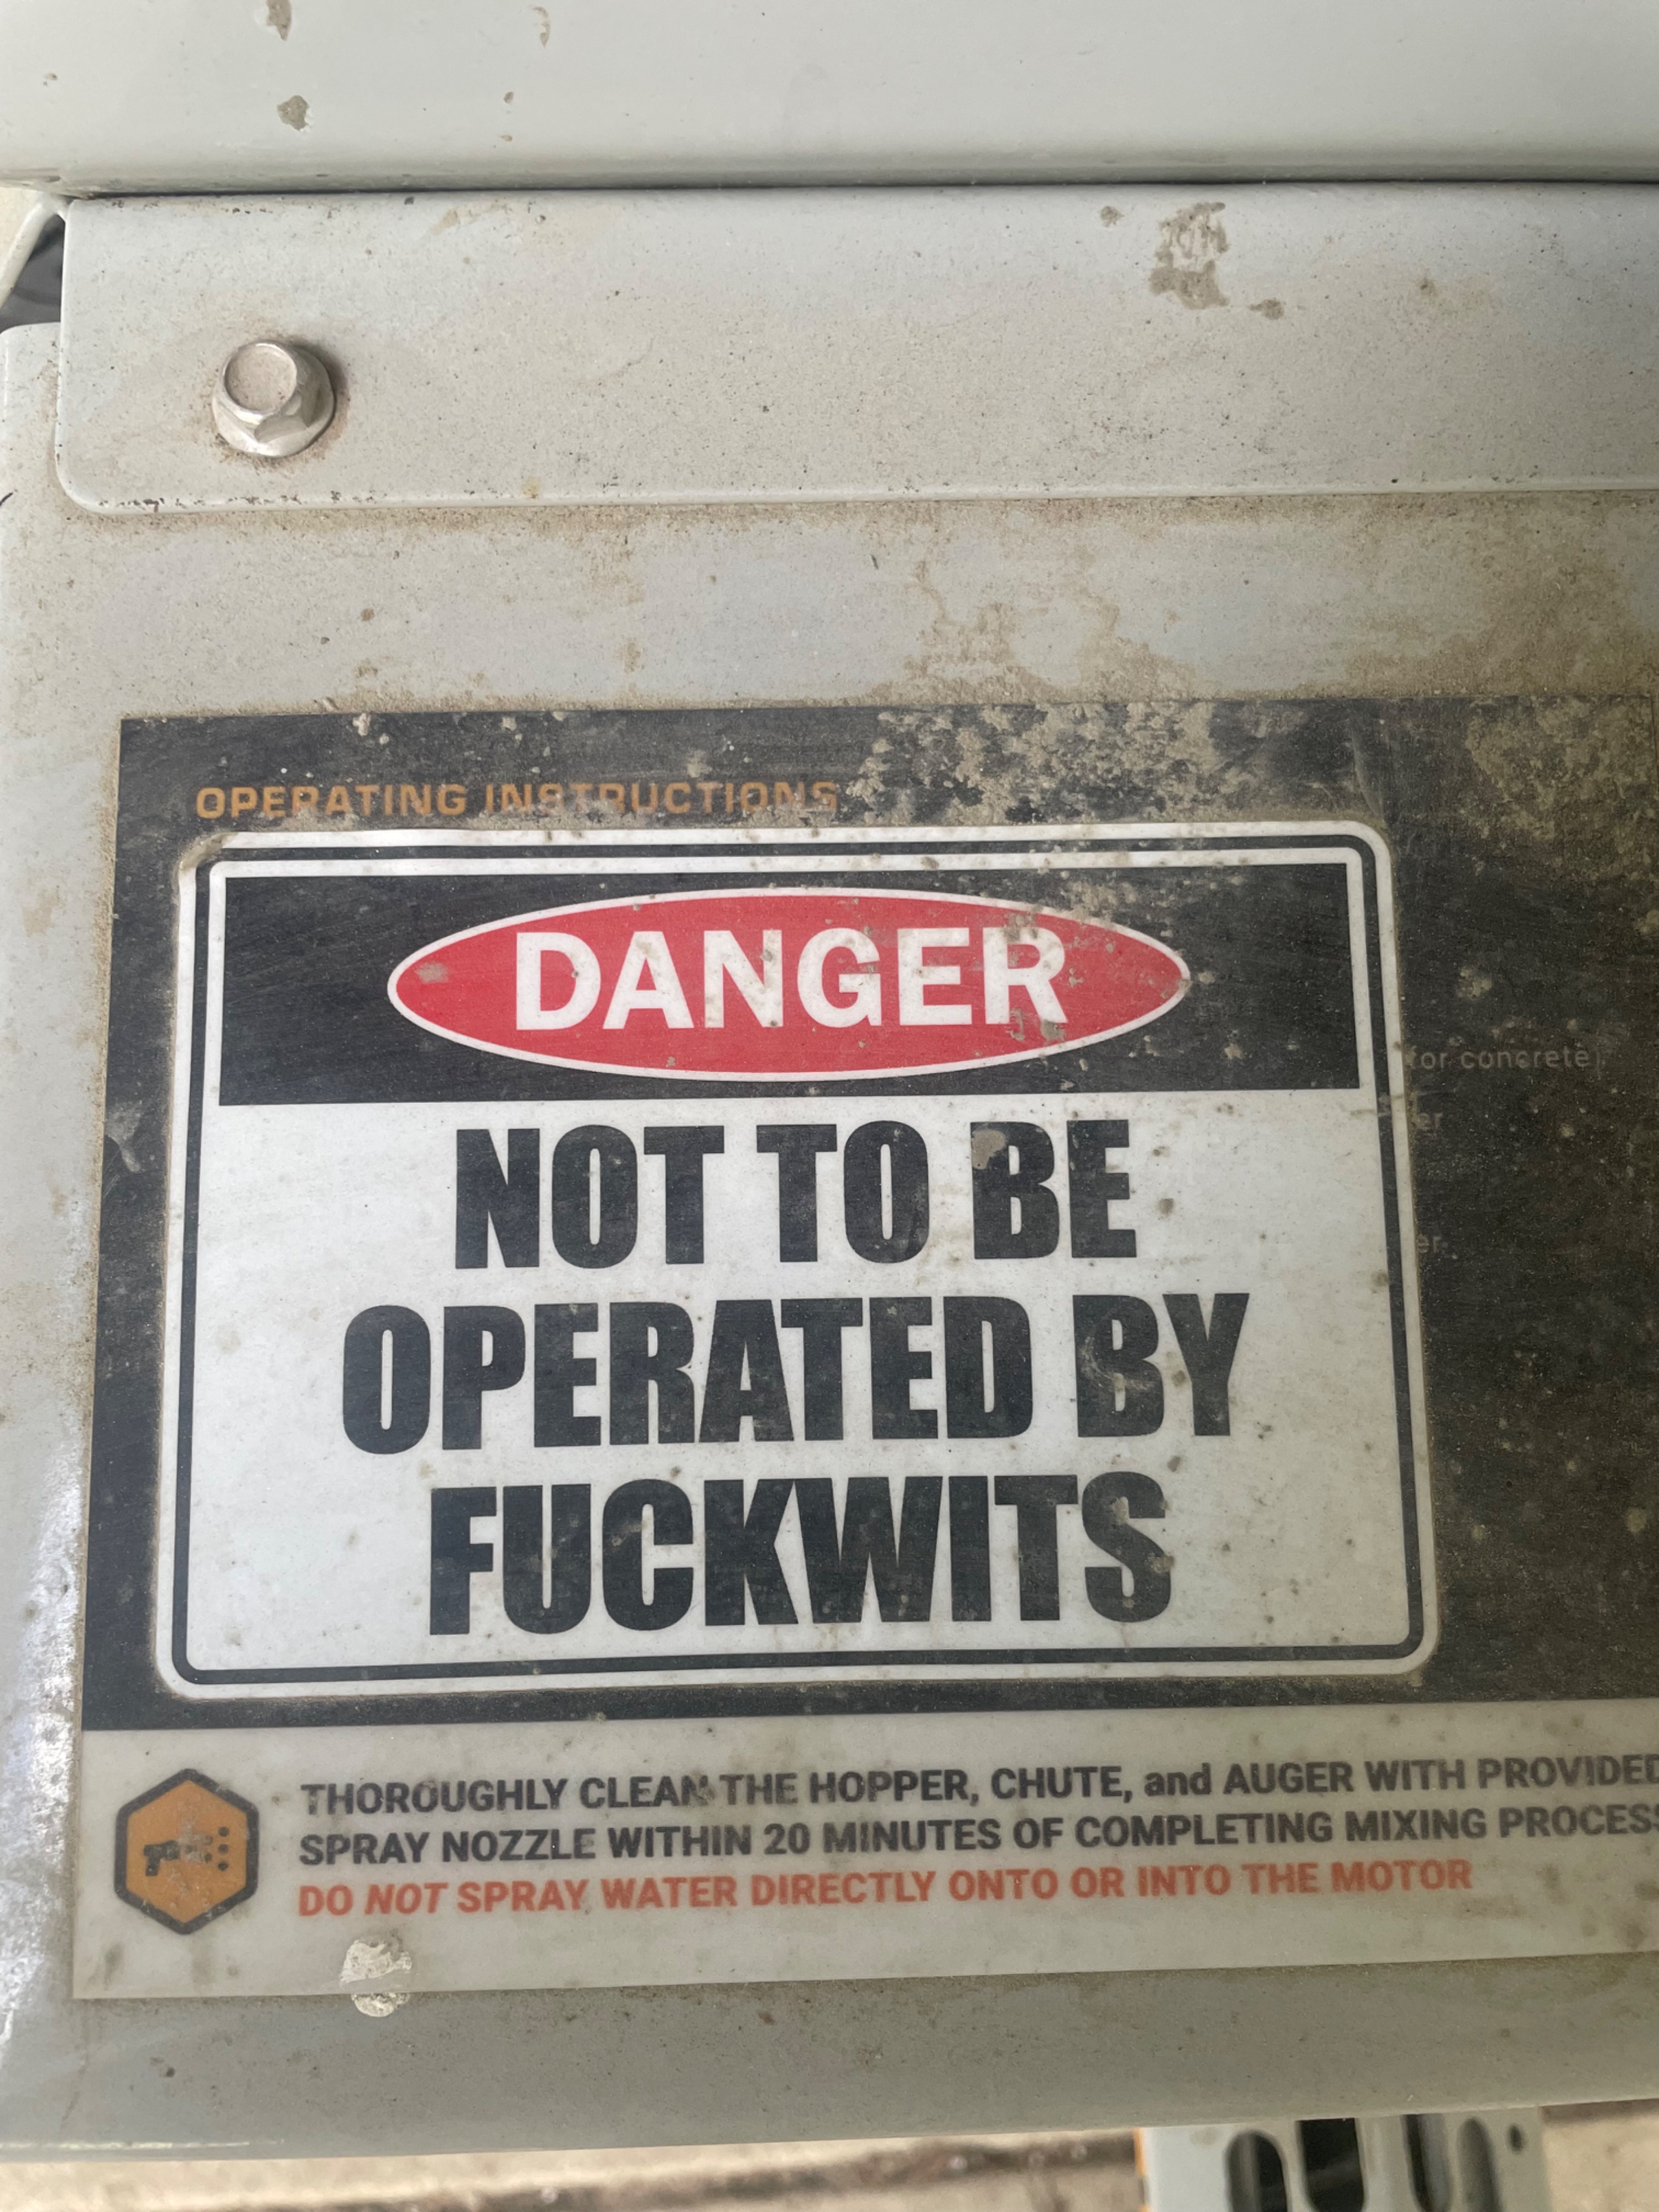 OPERATING INSTRUCTIONS
DANGER
(for concrete)
NOT TO BE
OPERATED BY
FUCKWITS
THOROUGHLY CLEAN THE HOPPER, CHUTE, and AUGER WITH PROVIDED
SPRAY NOZZLE WITHIN 20 MINUTES OF COMPLETING MIXING PROCESS
DO NOT SPRAY WATER DIRECTLY ONTO OR INTO THE MOTOR